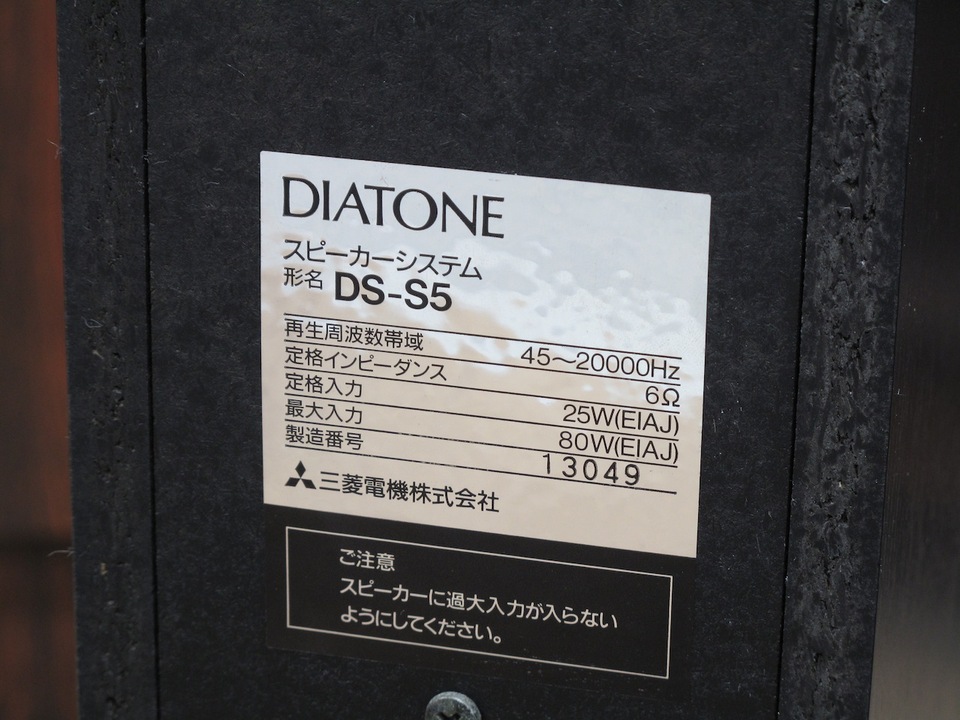 DIATONE
スピーカーシステム
形名 DS-S5
再生周波数帯域 45～20000Hz
定格インピーダンス 6Ω
定格入力 25W(EIAJ)
最大入力 80W(EIAJ)
製造番号 13049
三菱電機株式会社
ご注意
スピーカーに過大入力が入らない
ようにしてください。